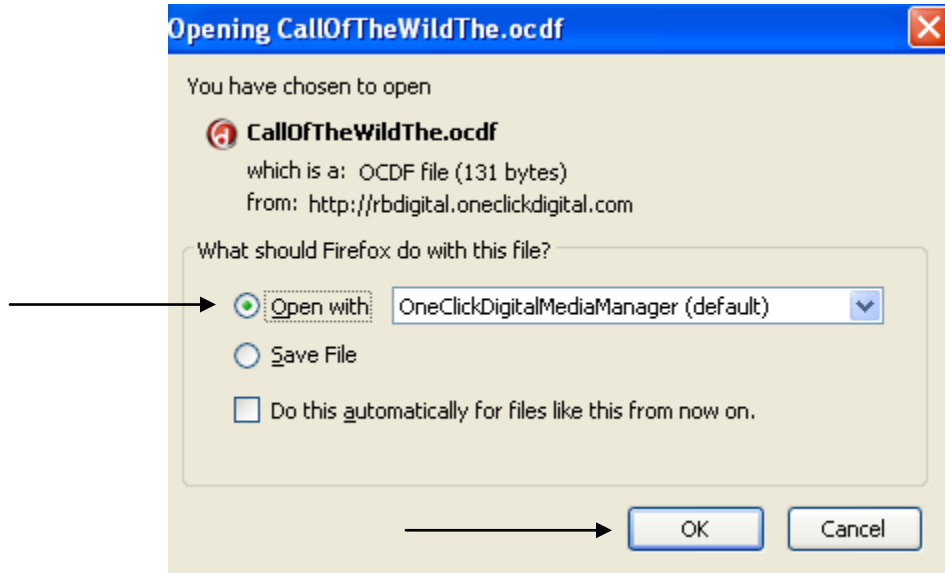 Opening CallOfTheWildThe.ocdf
You have chosen to open
CallOfTheWildThe.ocdf
which is a: OCDF file (131 bytes)
from: http://rbdigital.oneclickdigital.com
What should Firefox do with this file?
Open with OneClickDigitalMediaManager (default)
Save File
Do this automatically for files like this from now on.
OK Cancel